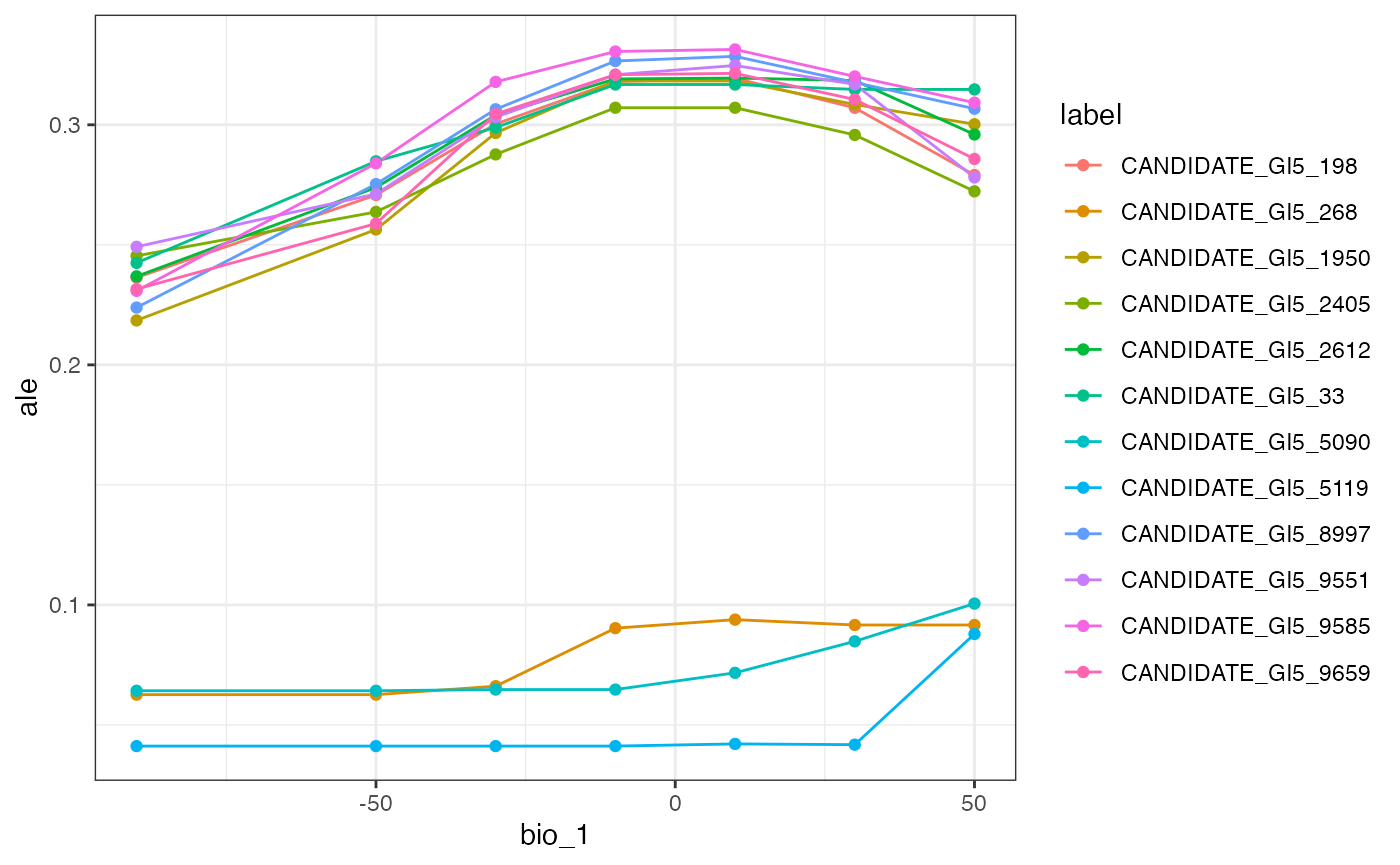 ale
0.3
0.2
0.1
-50
0
50
bio_1
label
CANDIDATE_GI5_198
CANDIDATE_GI5_268
CANDIDATE_GI5_1950
CANDIDATE_GI5_2405
CANDIDATE_GI5_2612
CANDIDATE_GI5_33
CANDIDATE_GI5_5090
CANDIDATE_GI5_5119
CANDIDATE_GI5_8997
CANDIDATE_GI5_9551
CANDIDATE_GI5_9585
CANDIDATE_GI5_9659